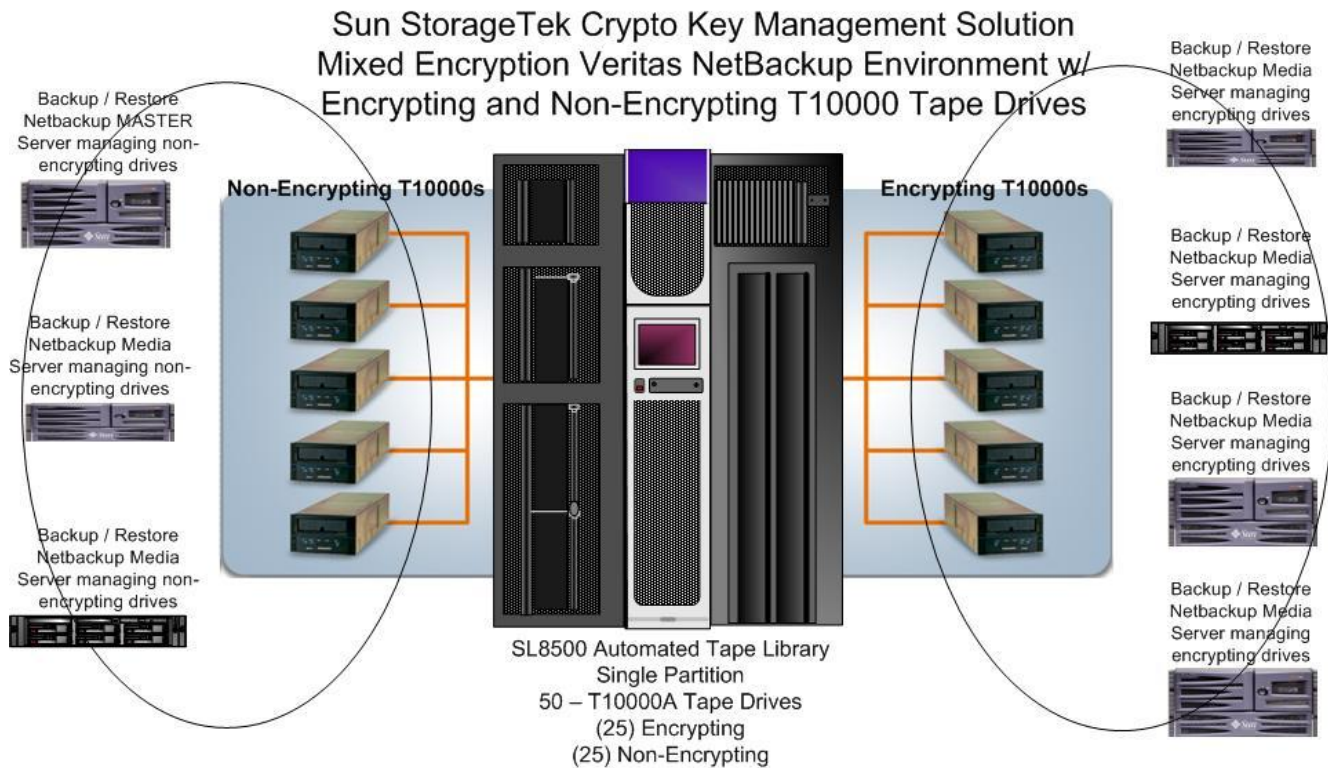 Sun StorageTek Crypto Key Management Solution
Mixed Encryption Veritas NetBackup Environment w/
Encrypting and Non-Encrypting T10000 Tape Drives
Backup / Restore
Netbackup MASTER
Server managing non-
encrypting drives
Sun
Backup / Restore
Netbackup Media
Server managing non-
encrypting drives
Backup / Restore
Netbackup Media
Server managing non-
encrypting drives
Non-Encrypting T10000s
Encrypting T10000s
SL8500 Automated Tape Library
Single Partition
50 – T10000A Tape Drives
(25) Encrypting
(25) Non-Encrypting
Backup / Restore
Netbackup Media
Server managing
encrypting drives
Backup / Restore
Netbackup Media
Server managing
encrypting drives
Backup / Restore
Netbackup Media
Server managing
encrypting drives
Sun
Backup / Restore
Netbackup Media
Server managing
encrypting drives
Sun